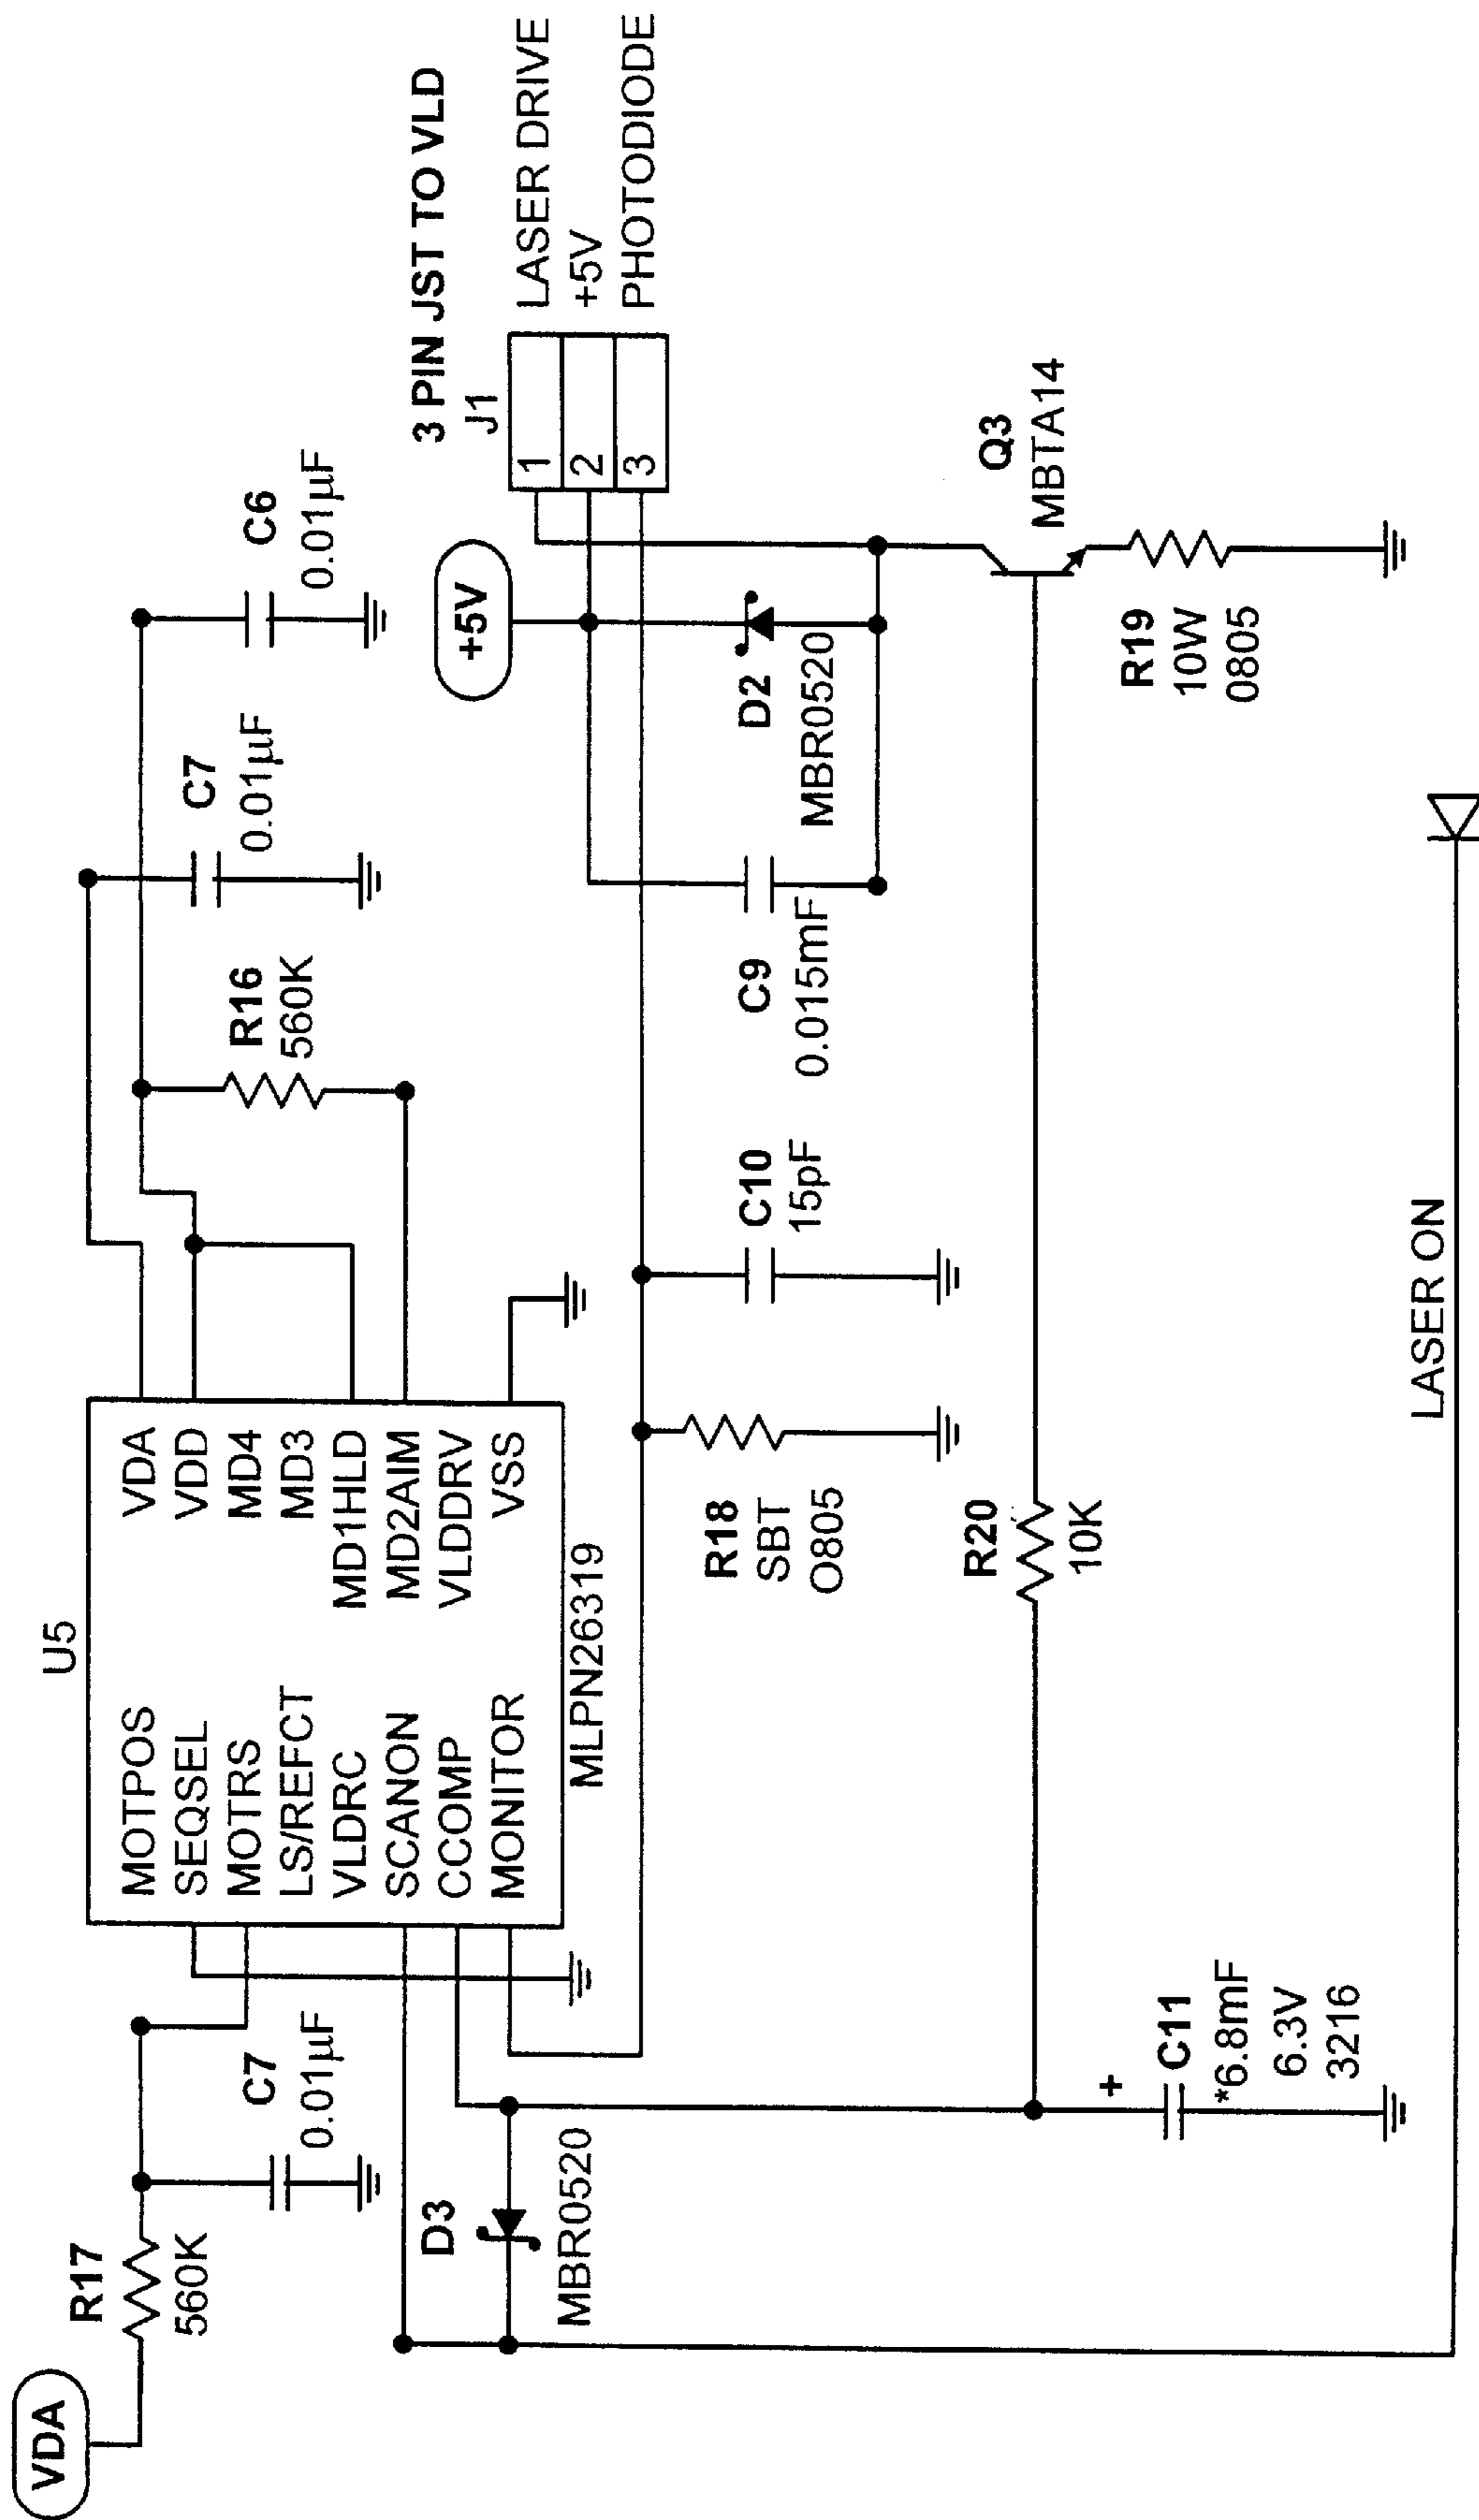 VDA
R17
560K
C7
0.01µF
D3
MBR0520
U5
MOTPOS
SEQSEL
MOTRS
LS/REFCT
VLDRC
SCANON
CCOMP
MONITOR
VDA
VDD
MD4
MD3
MD1HLD
MD2AIM
VLDDRV
VSS
MLPN26319
R16
560K
C7
0.01µF
C6
0.01µF
+5V
3 PIN JST TO VLD
J1
1
2
3
LASER DRIVE
+5V
PHOTODIODE
R18
SBT
O805
C10
15pF
C9
0.015mF
D2
MBR0520
Q3
MBTA14
R19
10W
0805
R20
10K
+
C11
*6.8mF
6.3V
3216
LASER ON